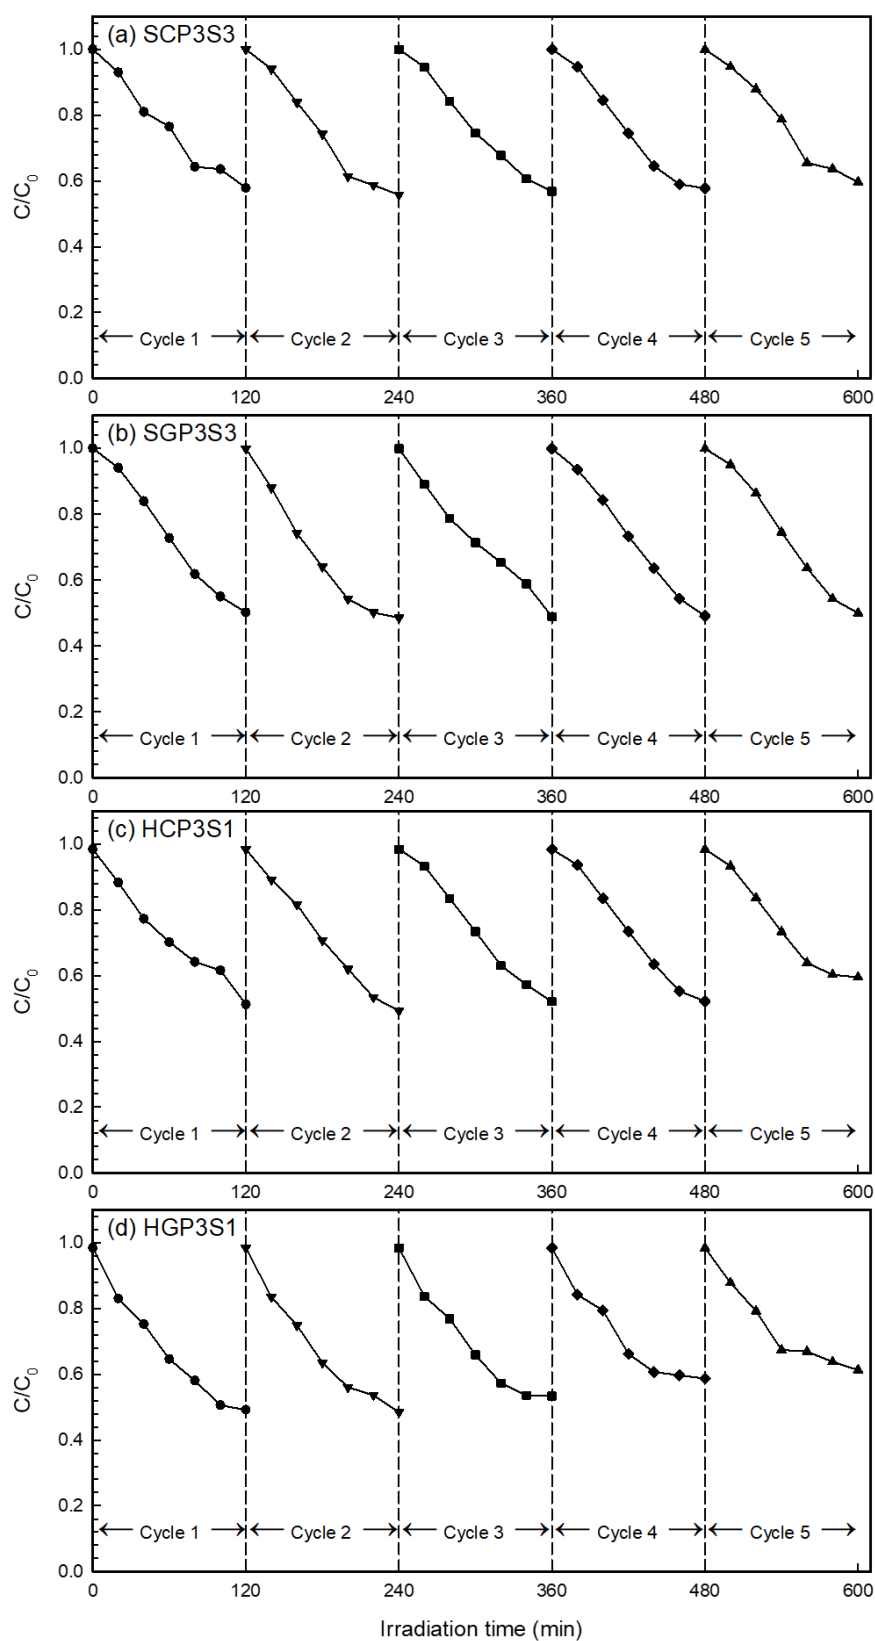 (a) SCP3S3
1.0
0.8
0.6
0.4
0.2
0.0
C/C0
Cycle 1
Cycle 2
Cycle 3
Cycle 4
Cycle 5
0 120 240 360 480 600
(b) SGP3S3
1.0
0.8
0.6
0.4
0.2
0.0
C/C0
Cycle 1
Cycle 2
Cycle 3
Cycle 4
Cycle 5
0 120 240 360 480 600
(c) HCP3S1
1.0
0.8
0.6
0.4
0.2
0.0
C/C0
Cycle 1
Cycle 2
Cycle 3
Cycle 4
Cycle 5
0 120 240 360 480 600
(d) HGP3S1
1.0
0.8
0.6
0.4
0.2
0.0
C/C0
Cycle 1
Cycle 2
Cycle 3
Cycle 4
Cycle 5
0 120 240 360 480 600
Irradiation time (min)